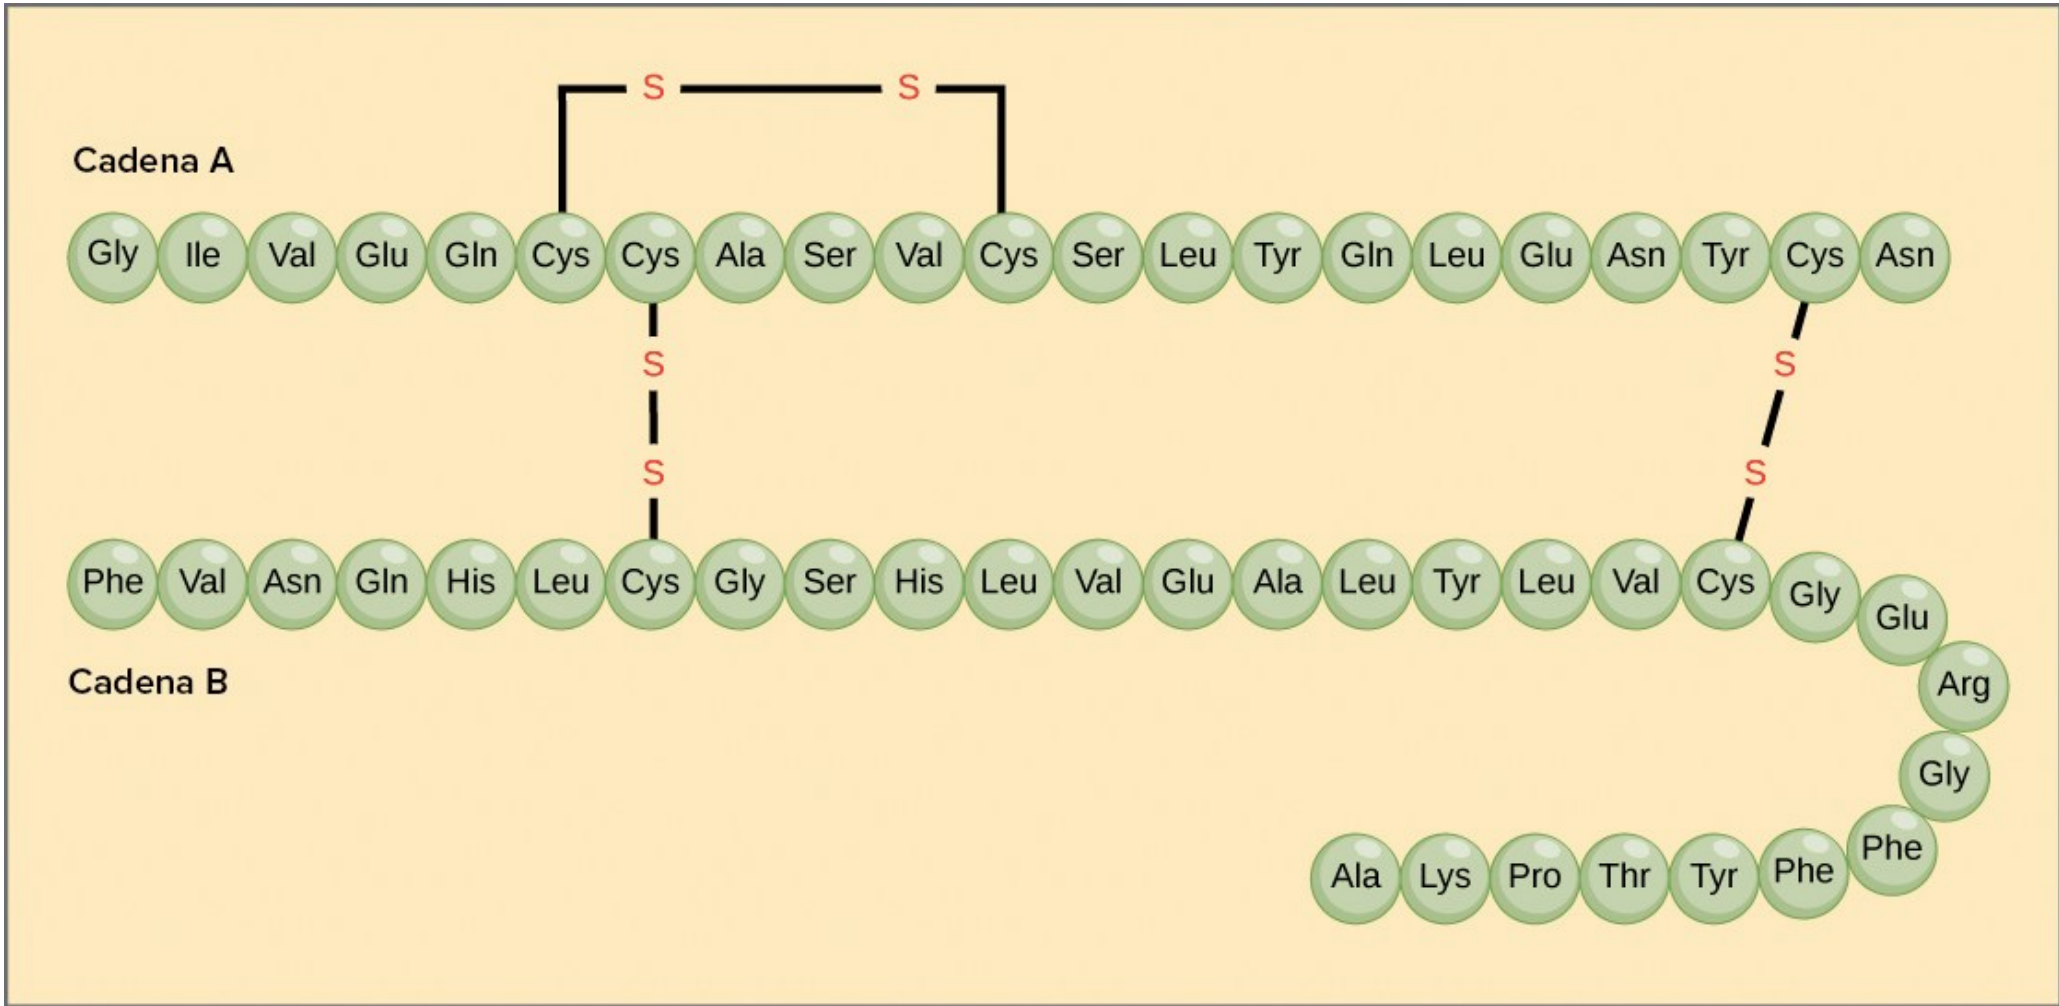 S S
Cadena A
Gly Ile Val Glu Gln Cys Cys Ala Ser Val Cys Ser Leu Tyr Gln Leu Glu Asn Tyr Cys Asn
S S
S S
Phe Val Asn Gln His Leu Cys Gly Ser His Leu Val Glu Ala Leu Tyr Leu Val Cys Gly Glu
Cadena B
Arg
Gly
Phe
Ala Lys Pro Thr Tyr Phe